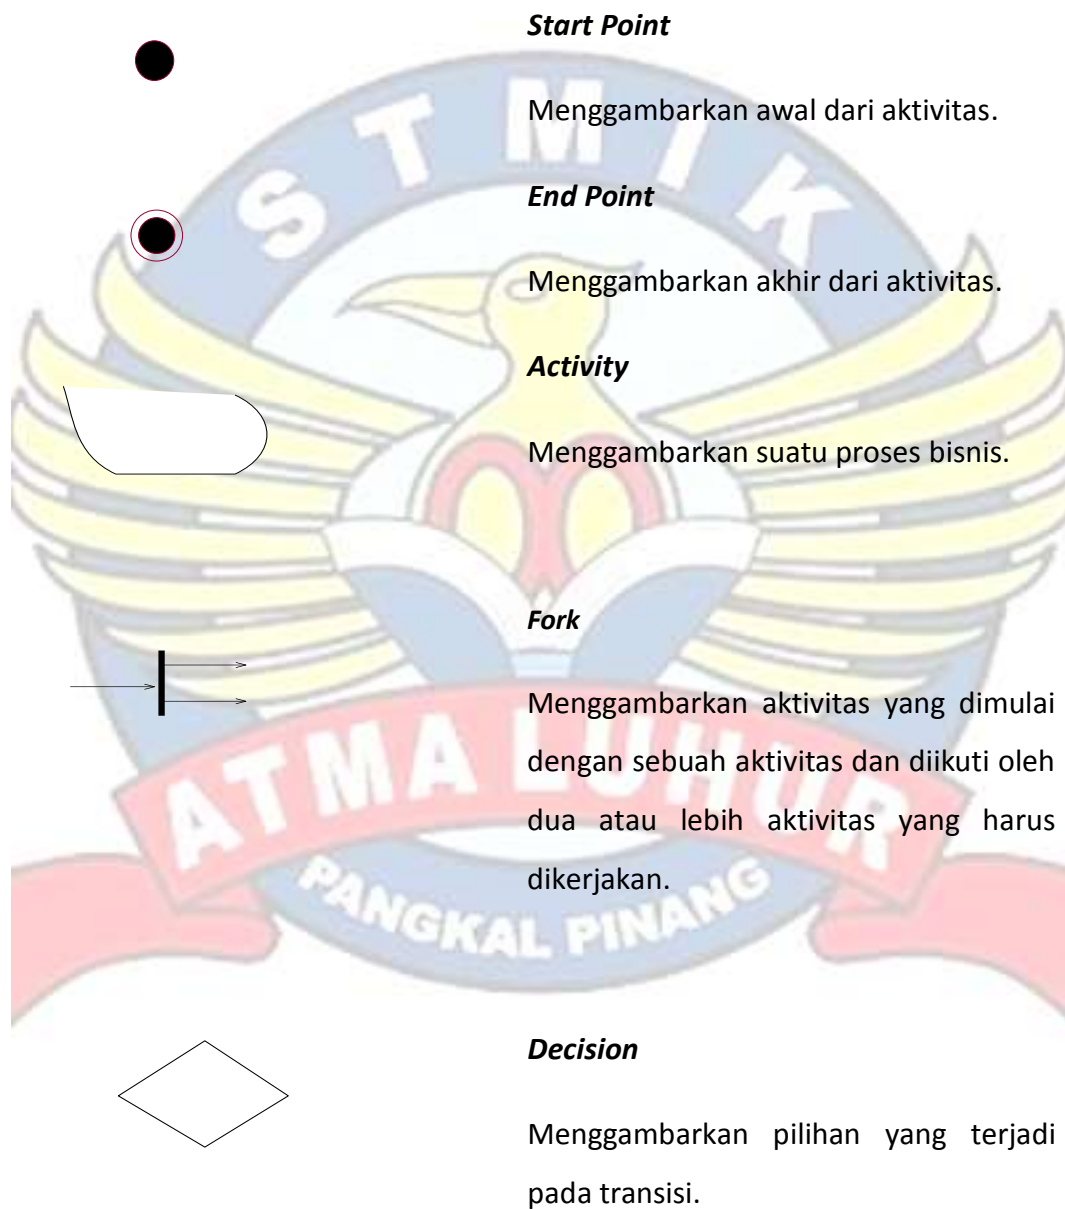 Start Point
Menggambarkan awal dari aktivitas.
End Point
Menggambarkan akhir dari aktivitas.
Activity
Menggambarkan suatu proses bisnis.
Fork
Menggambarkan aktivitas yang dimulai
dengan sebuah aktivitas dan diikuti oleh
dua atau lebih aktivitas yang harus
dikerjakan.
Decision
Menggambarkan pilihan yang terjadi
pada transisi.
STMIK
ATMA LUHUR
PANGKAL PINANG